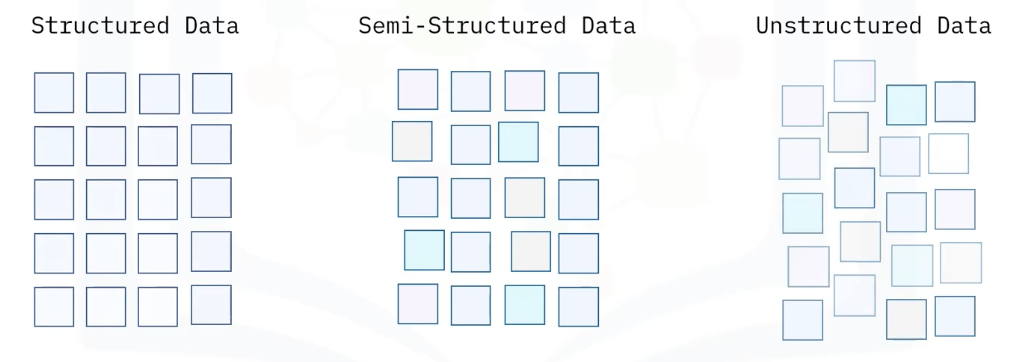 Structured Data
Semi-Structured Data
Unstructured Data